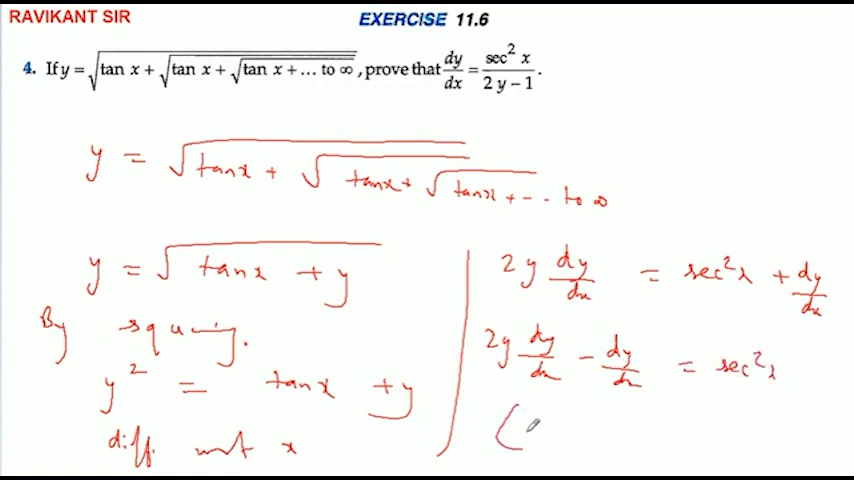 RAVIKANT SIR
EXERCISE 11.6
4. If y = √(tan x + √(tan x + √(tan x + ... to ∞))), prove that dy/dx = sec² x / (2y − 1).
y = √(tanx + √(tanx + √(tanx + -- to ∞
y = √(tanx + y)
By squaring.
y² = tanx + y
diff. wrt x
2y dy/dx = sec²x + dy/dx
2y dy/dx − dy/dx = sec²x
(